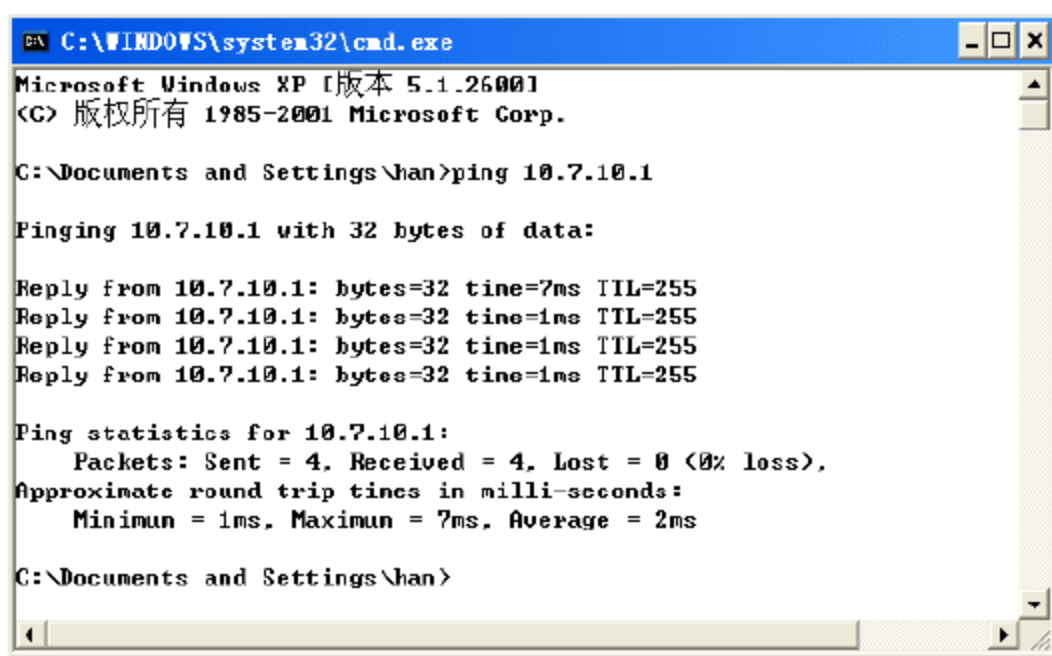 C:\WINDOWS\system32\cmd.exe
Microsoft Windows XP [版本 5.1.2600]
(C) 版权所有 1985-2001 Microsoft Corp.
C:\Documents and Settings\han>ping 10.7.10.1
Pinging 10.7.10.1 with 32 bytes of data:
Reply from 10.7.10.1: bytes=32 time=7ms TTL=255
Reply from 10.7.10.1: bytes=32 time=1ms TTL=255
Reply from 10.7.10.1: bytes=32 time=1ms TTL=255
Reply from 10.7.10.1: bytes=32 time=1ms TTL=255
Ping statistics for 10.7.10.1:
Packets: Sent = 4, Received = 4, Lost = 0 (0% loss),
Approximate round trip times in milli-seconds:
Minimum = 1ms, Maximum = 7ms, Average = 2ms
C:\Documents and Settings\han>